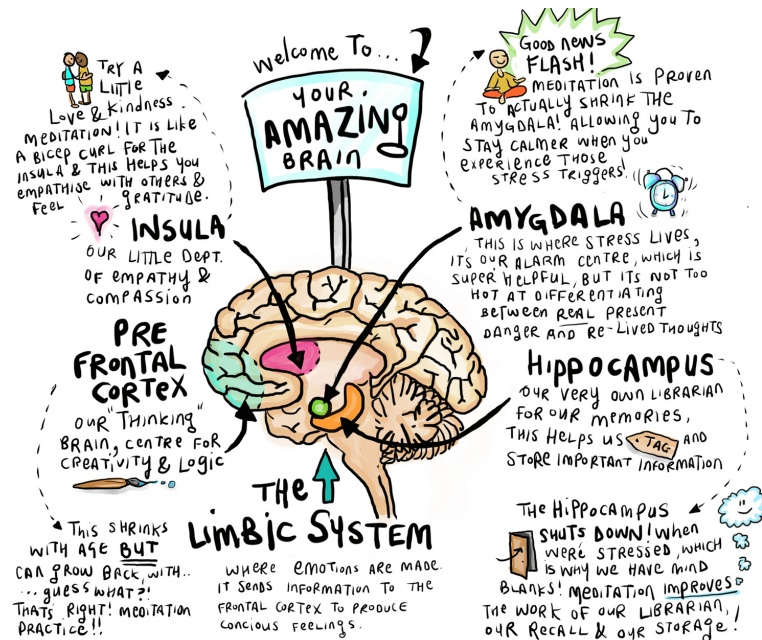 welcome To...
YOUR.
AMAZING
BRAIN
TRY A
LITTLE
LOVE & KINDNESS.
MEDITATION! IT IS LIKE
A BICEP CURL FOR THE
INSULA & THIS HELPS YOU
EMPATHISE WITH OTHERS &
FEEL GRATITUDE.
INSULA
OUR LITTLE DEPT.
OF EMPATHY &
COMPASSION
PRE
FRONTAL
CORTEX
OUR "THINKING"
BRAIN, CENTRE FOR
CREATIVITY & LOGIC
THIS SHRINKS
WITH AGE BUT
CAN GROW BACK, WITH..
... GUESS WHAT?!
THATS RIGHT! MEDITATION
PRACTICE!!
GOOD NEWS
FLASH!
MEDITATION IS PROVEN
TO ACTUALLY SHRINK THE
AMYGDALA! ALLOWING YOU TO
STAY CALMER WHEN YOU
EXPERIENCE THOSE
STRESS TRIGGERS!
AMYGDALA
THIS IS WHERE STRESS LIVES,
ITS OUR ALARM CENTRE, WHICH IS
SUPER HELPFUL, BUT ITS NOT TOO
HOT AT DIFFERENTIATING
BETWEEN REAL PRESENT
DANGER AND RE-LIVED THOUGHTS
HIPPOCAMPUS
OUR VERY OWN LIBRARIAN
FOR OUR MEMORIES,
THIS HELPS US TAG AND
STORE IMPORTANT INFORMATION
THE HIPPOCAMPUS
SHUTS DOWN! WHEN
WERE STRESSED, WHICH
IS WHY WE HAVE MIND
BLANKS! MEDITATION IMPROVES
THE WORK OF OUR LIBRARIAN,
OUR RECALL & OUR STORAGE!
THE
LIMBIC SYSTEM
WHERE EMOTIONS ARE MADE.
IT SENDS INFORMATION TO THE
FRONTAL CORTEX TO PRODUCE
CONCIOUS FEELINGS.